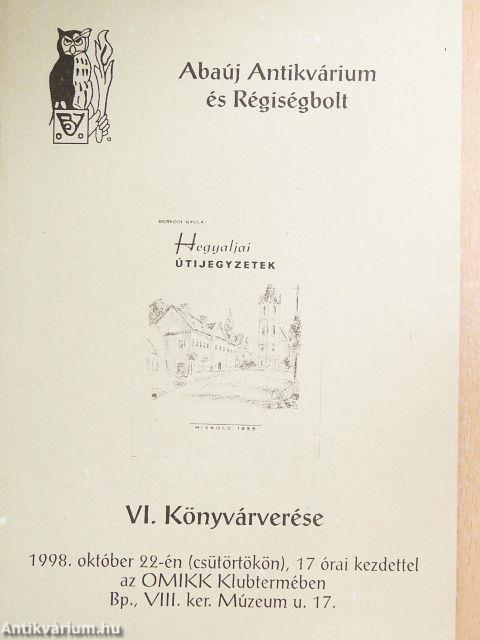 Abaúj Antikvárium
és Régiségbolt
BORSODI GYULA:
Hegyaljai
ÚTIJEGYZETEK
MISKOLC, 1955
VI. Könyvárverése
1998. október 22-én (csütörtökön), 17 órai kezdettel
az OMIKK Klubtermében
Bp., VIII. ker. Múzeum u. 17.
Antikvárium.hu